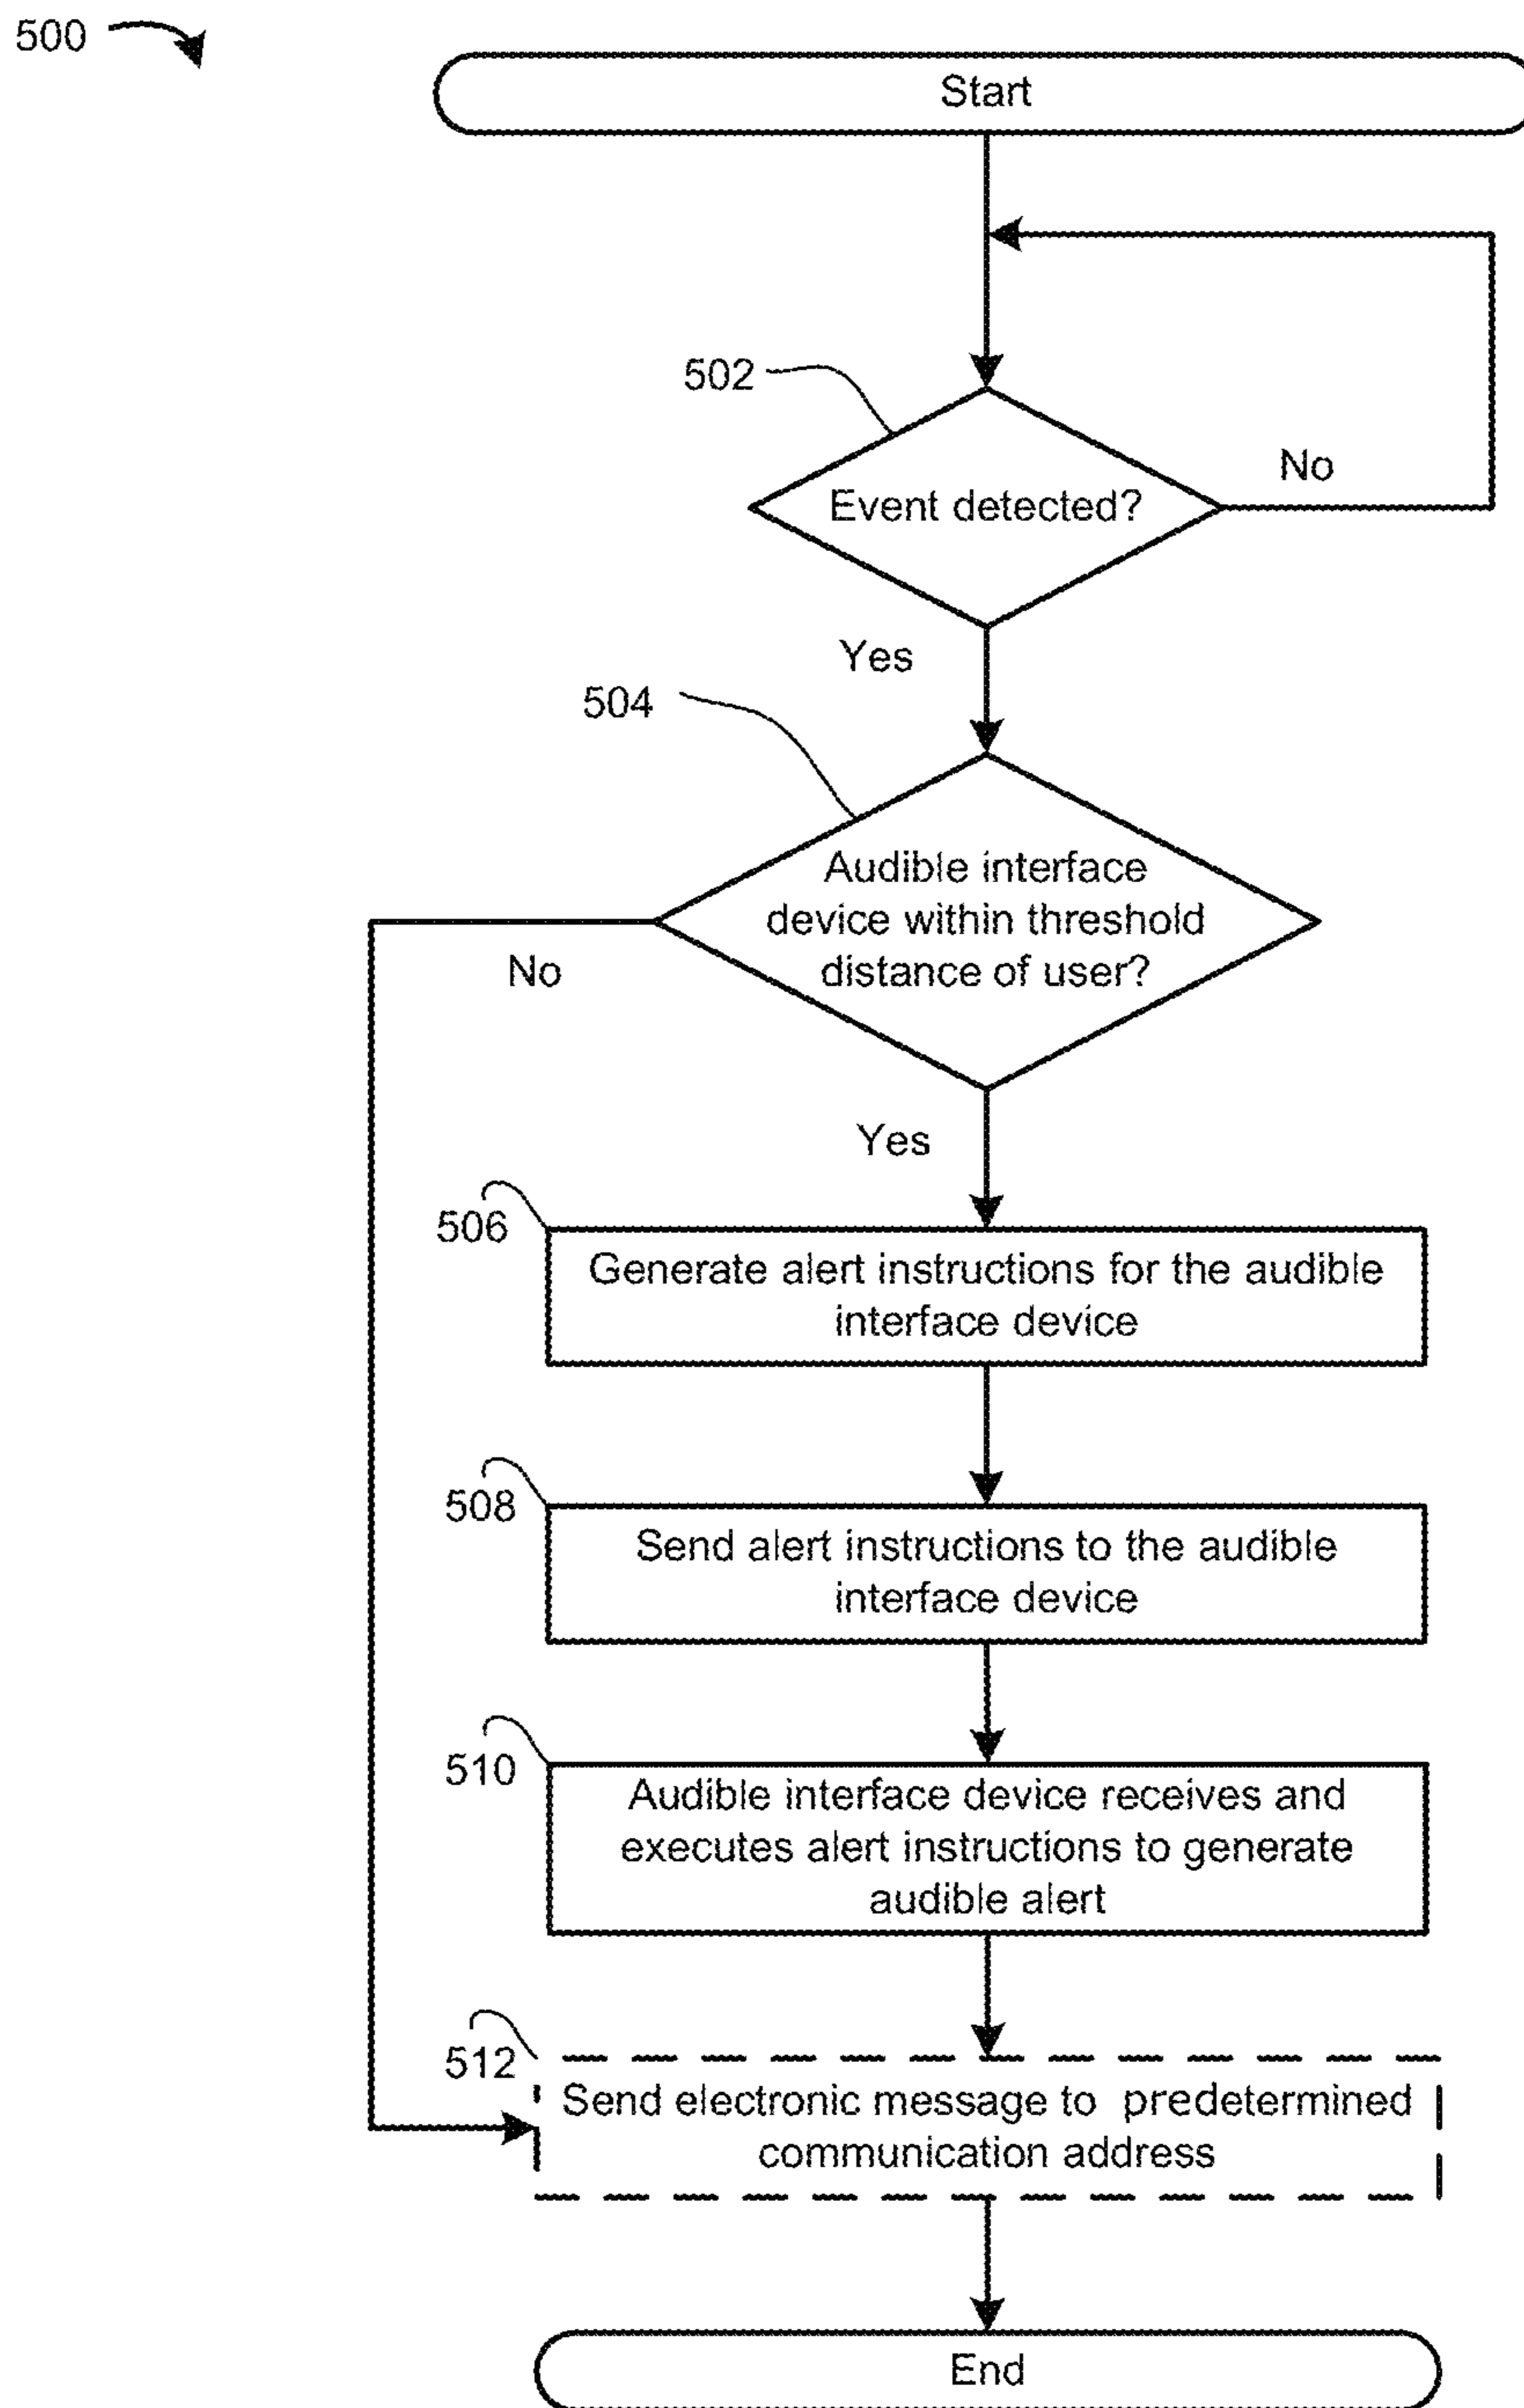 500
Start
502
Event detected?
No
Yes
504
Audible interface
device within threshold
distance of user?
No
Yes
506
Generate alert instructions for the audible
interface device
508
Send alert instructions to the audible
interface device
510
Audible interface device receives and
executes alert instructions to generate
audible alert
512
Send electronic message to predetermined
communication address
End